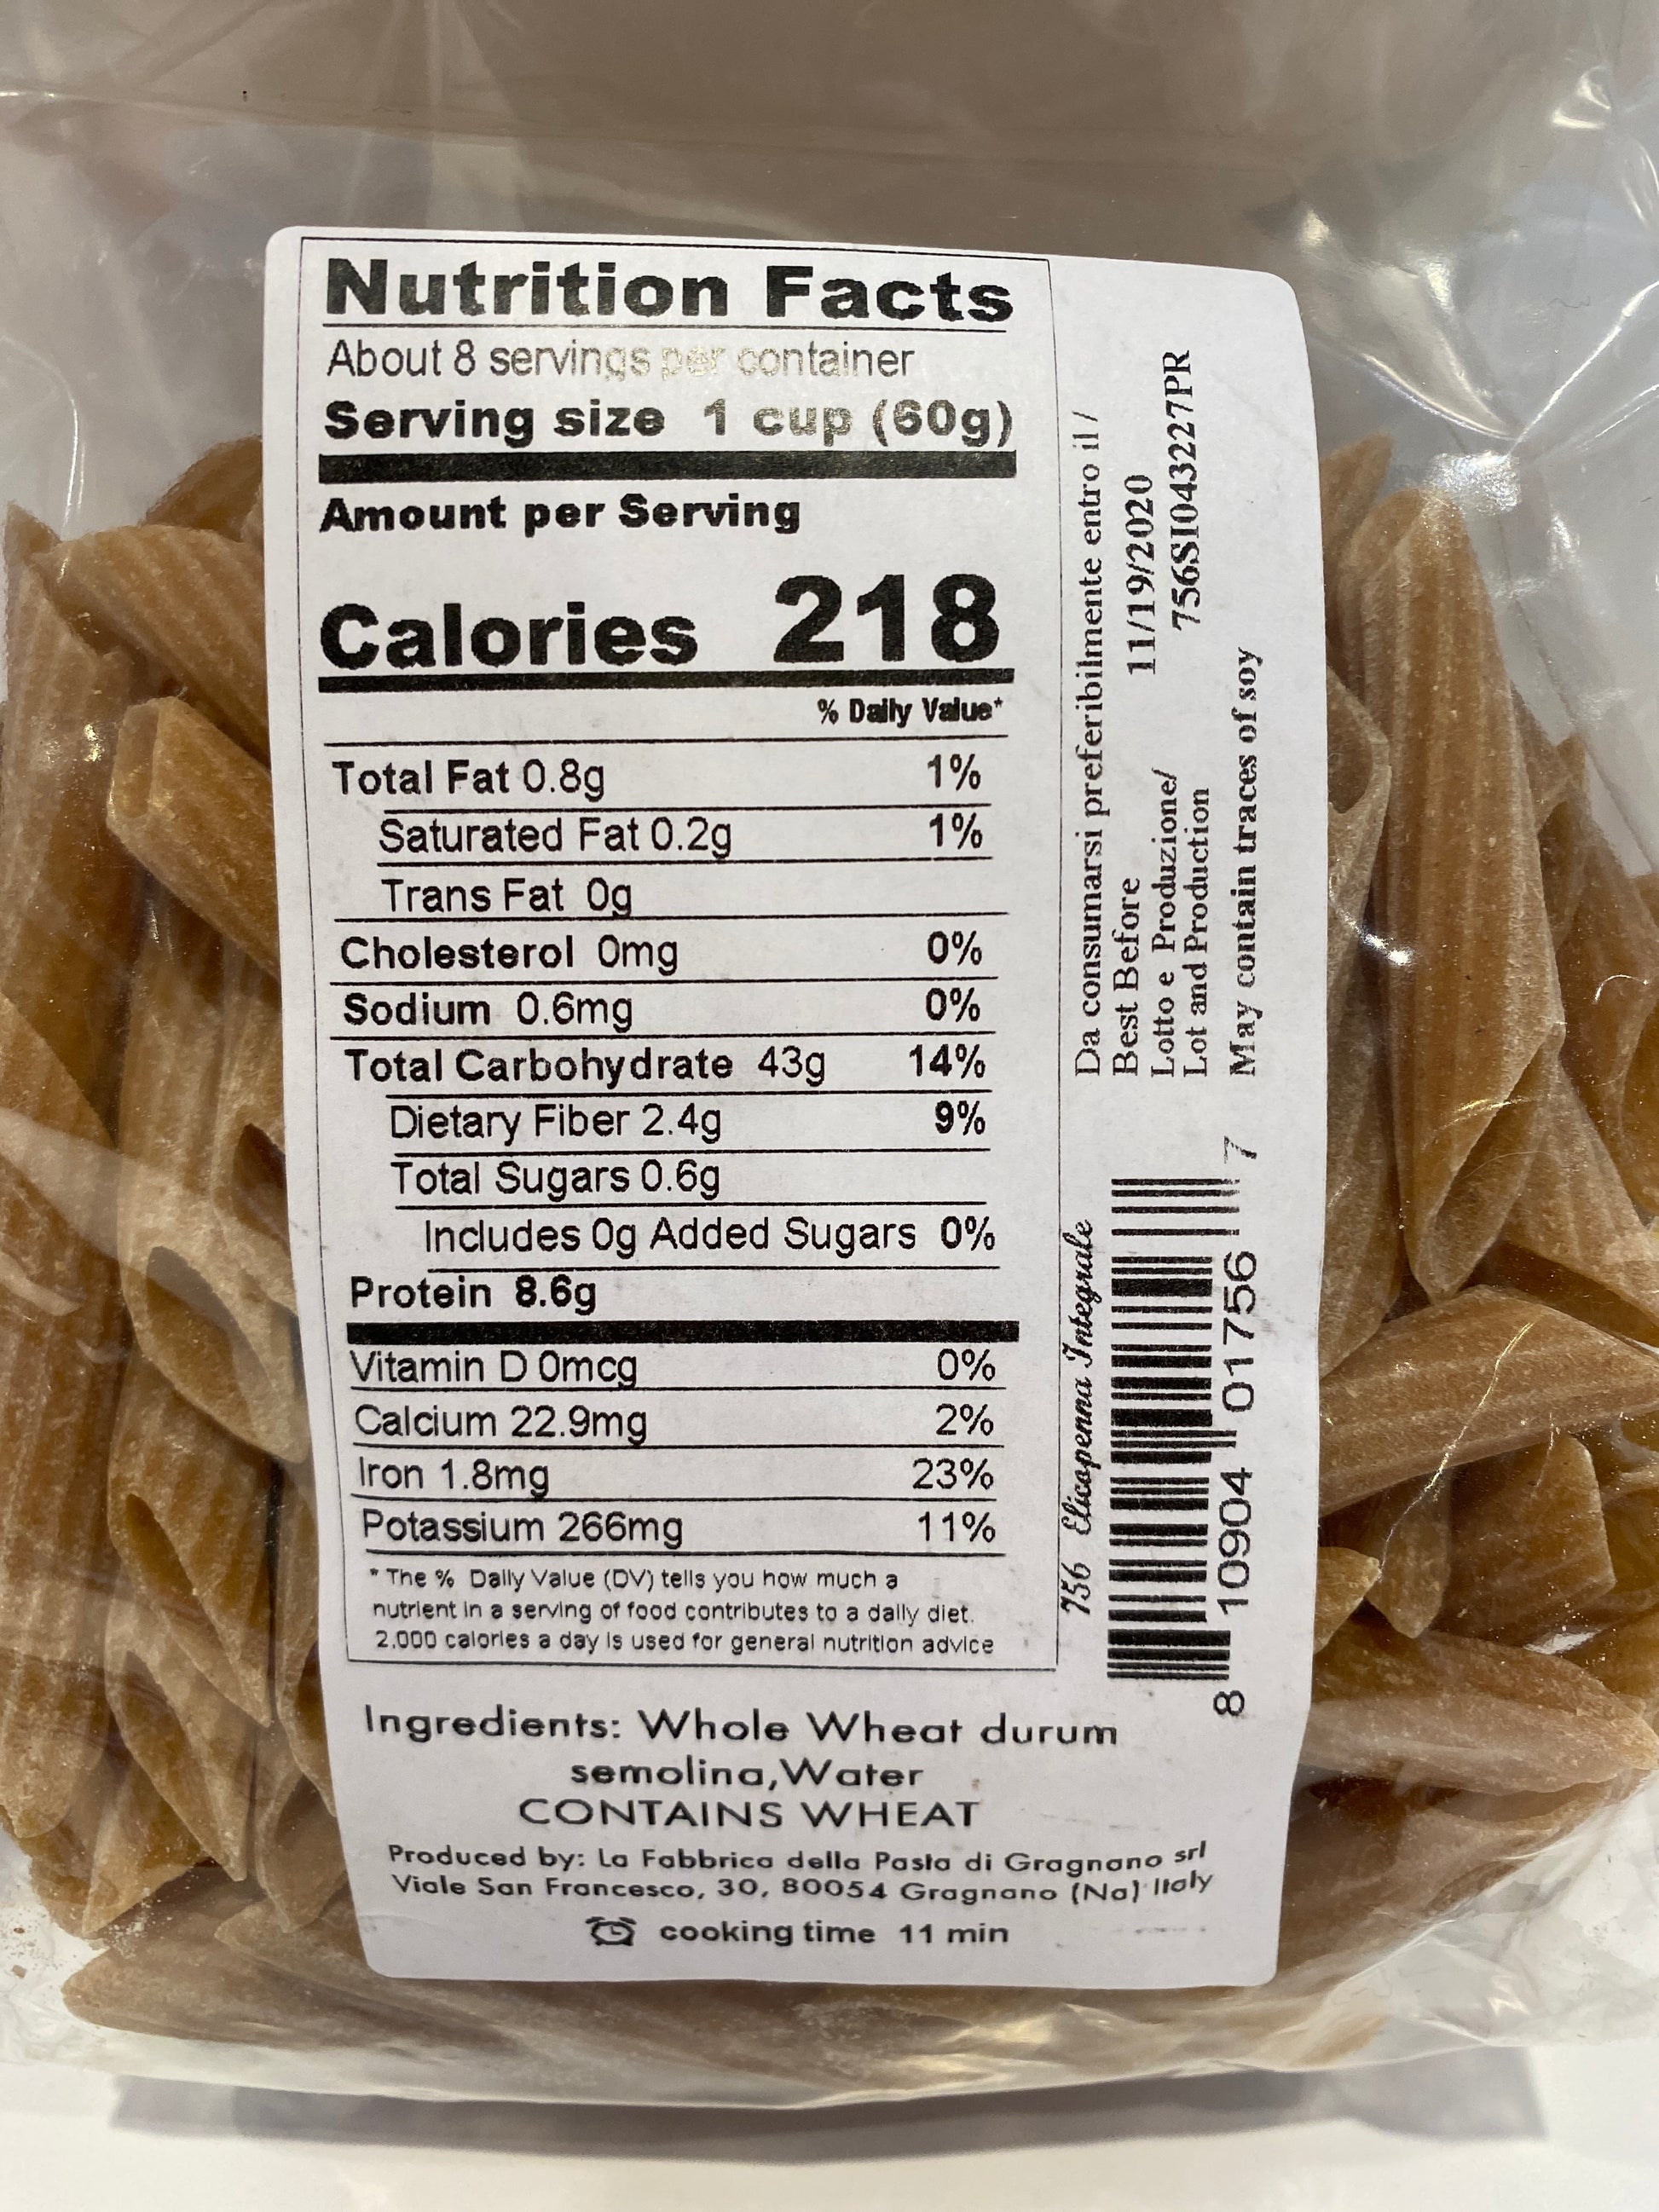 Nutrition Facts
About 8 servings per container
Serving size 1 cup (60g)
Amount per Serving
Calories 218
% Daily Value*
Total Fat 0.8g 1%
Saturated Fat 0.2g 1%
Trans Fat 0g
Cholesterol 0mg 0%
Sodium 0.6mg 0%
Total Carbohydrate 43g 14%
Dietary Fiber 2.4g 9%
Total Sugars 0.6g
Includes 0g Added Sugars 0%
Protein 8.6g
Vitamin D 0mcg 0%
Calcium 22.9mg 2%
Iron 1.8mg 23%
Potassium 266mg 11%
* The % Daily Value (DV) tells you how much a
nutrient in a serving of food contributes to a daily diet.
2,000 calories a day is used for general nutrition advice
Ingredients: Whole Wheat durum
semolina,Water
CONTAINS WHEAT
Produced by: La Fabbrica della Pasta di Gragnano srl
Viale San Francesco, 30, 80054 Gragnano (Na) Italy
cooking time 11 min
Da consumarsi preferibilmente entro il /
Best Before 11/19/2020
Lotto e Produzione/
Lot and Production 756SI043227PR
May contain traces of soy
756 Elicopenna Integrale
8 10904 01756 7